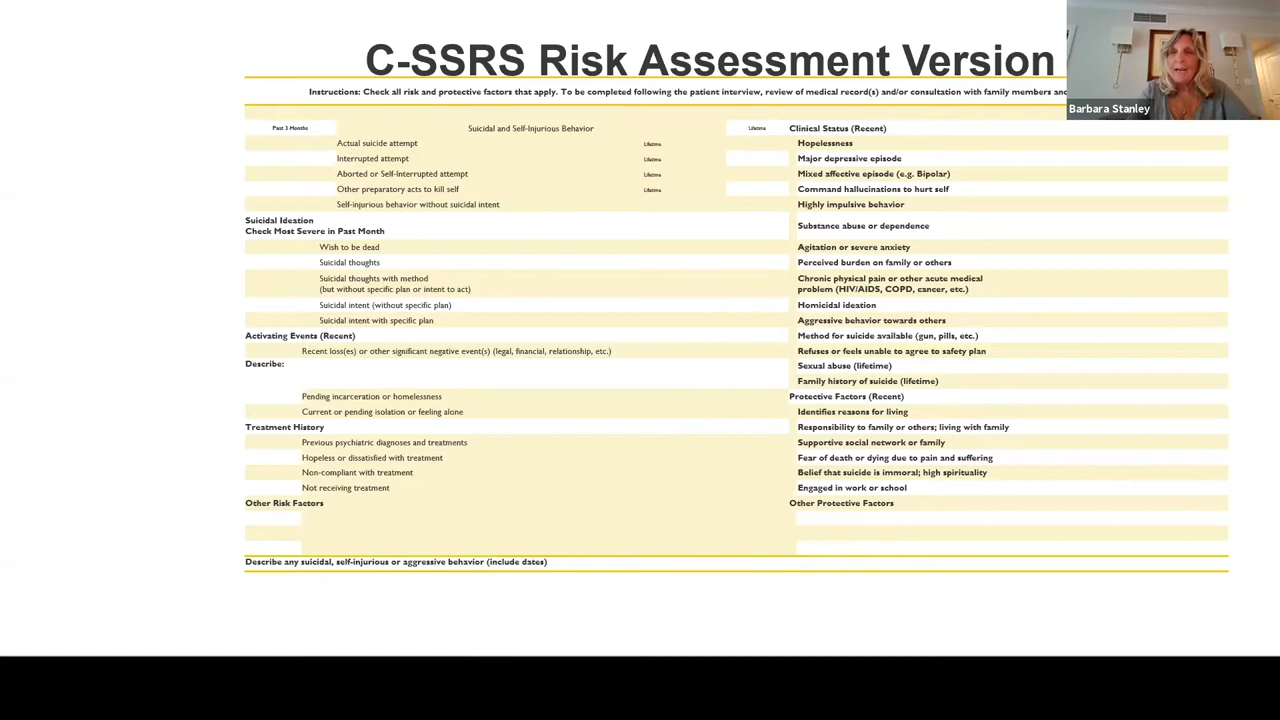 C-SSRS Risk Assessment Version
Instructions: Check all risk and protective factors that apply. To be completed following the patient interview, review of medical record(s) and/or consultation with family members and
Barbara Stanley
Past 3 Months
Suicidal and Self-Injurious Behavior
Lifetime
Actual suicide attempt
Lifetime
Interrupted attempt
Lifetime
Aborted or Self-Interrupted attempt
Lifetime
Other preparatory acts to kill self
Lifetime
Self-injurious behavior without suicidal intent
Suicidal Ideation
Check Most Severe in Past Month
Wish to be dead
Suicidal thoughts
Suicidal thoughts with method
(but without specific plan or intent to act)
Suicidal intent (without specific plan)
Suicidal intent with specific plan
Activating Events (Recent)
Recent loss(es) or other significant negative event(s) (legal, financial, relationship, etc.)
Describe:
Pending incarceration or homelessness
Current or pending isolation or feeling alone
Treatment History
Previous psychiatric diagnoses and treatments
Hopeless or dissatisfied with treatment
Non-compliant with treatment
Not receiving treatment
Other Risk Factors
Clinical Status (Recent)
Hopelessness
Major depressive episode
Mixed affective episode (e.g. Bipolar)
Command hallucinations to hurt self
Highly impulsive behavior
Substance abuse or dependence
Agitation or severe anxiety
Perceived burden on family or others
Chronic physical pain or other acute medical
problem (HIV/AIDS, COPD, cancer, etc.)
Homicidal ideation
Aggressive behavior towards others
Method for suicide available (gun, pills, etc.)
Refuses or feels unable to agree to safety plan
Sexual abuse (lifetime)
Family history of suicide (lifetime)
Protective Factors (Recent)
Identifies reasons for living
Responsibility to family or others; living with family
Supportive social network or family
Fear of death or dying due to pain and suffering
Belief that suicide is immoral; high spirituality
Engaged in work or school
Other Protective Factors
Describe any suicidal, self-injurious or aggressive behavior (include dates)